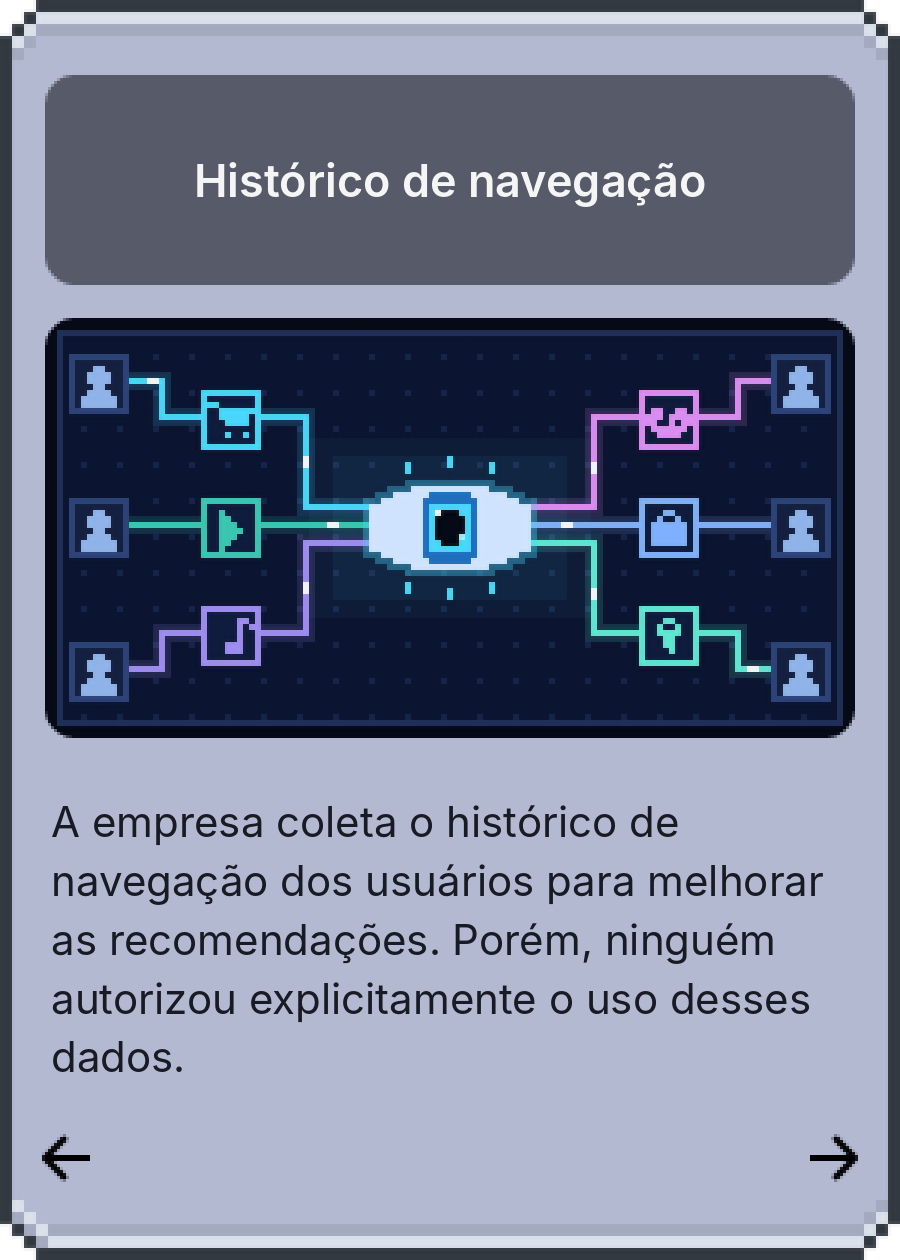 Histórico de navegação
A empresa coleta o histórico de
navegação dos usuários para melhorar
as recomendações. Porém, ninguém
autorizou explicitamente o uso desses
dados.